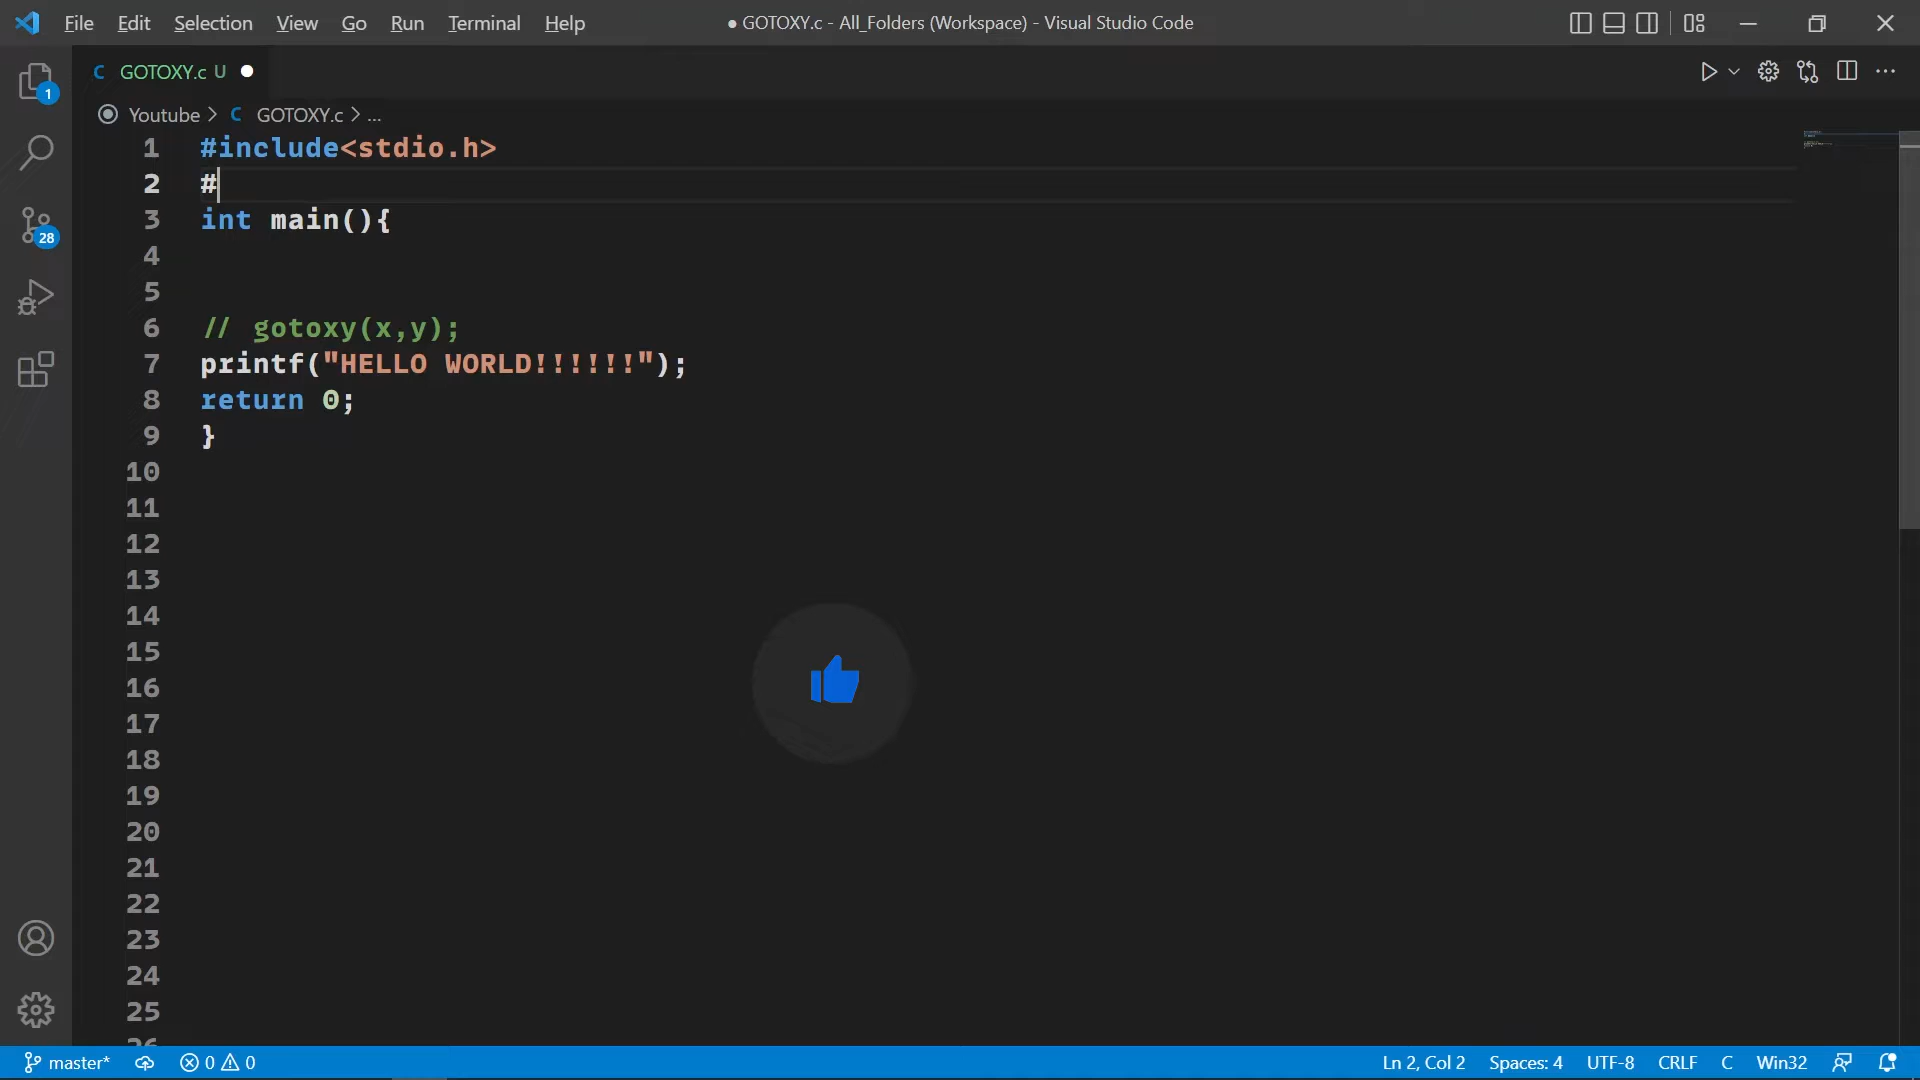 File Edit Selection View Go Run Terminal Help ● GOTOXY.c - All_Folders (Workspace) - Visual Studio Code
C GOTOXY.c U ●
1
Youtube > C GOTOXY.c > ...
1 #include<stdio.h>
2 #
3 int main(){
4
5
6 // gotoxy(x,y);
7 printf("HELLO WORLD!!!!!!");
8 return 0;
9 }
28
10
11
12
13
14
15
16
17
18
19
20
21
22
23
24
25
26
master* 0 0 Ln 2, Col 2 Spaces: 4 UTF-8 CRLF C Win32